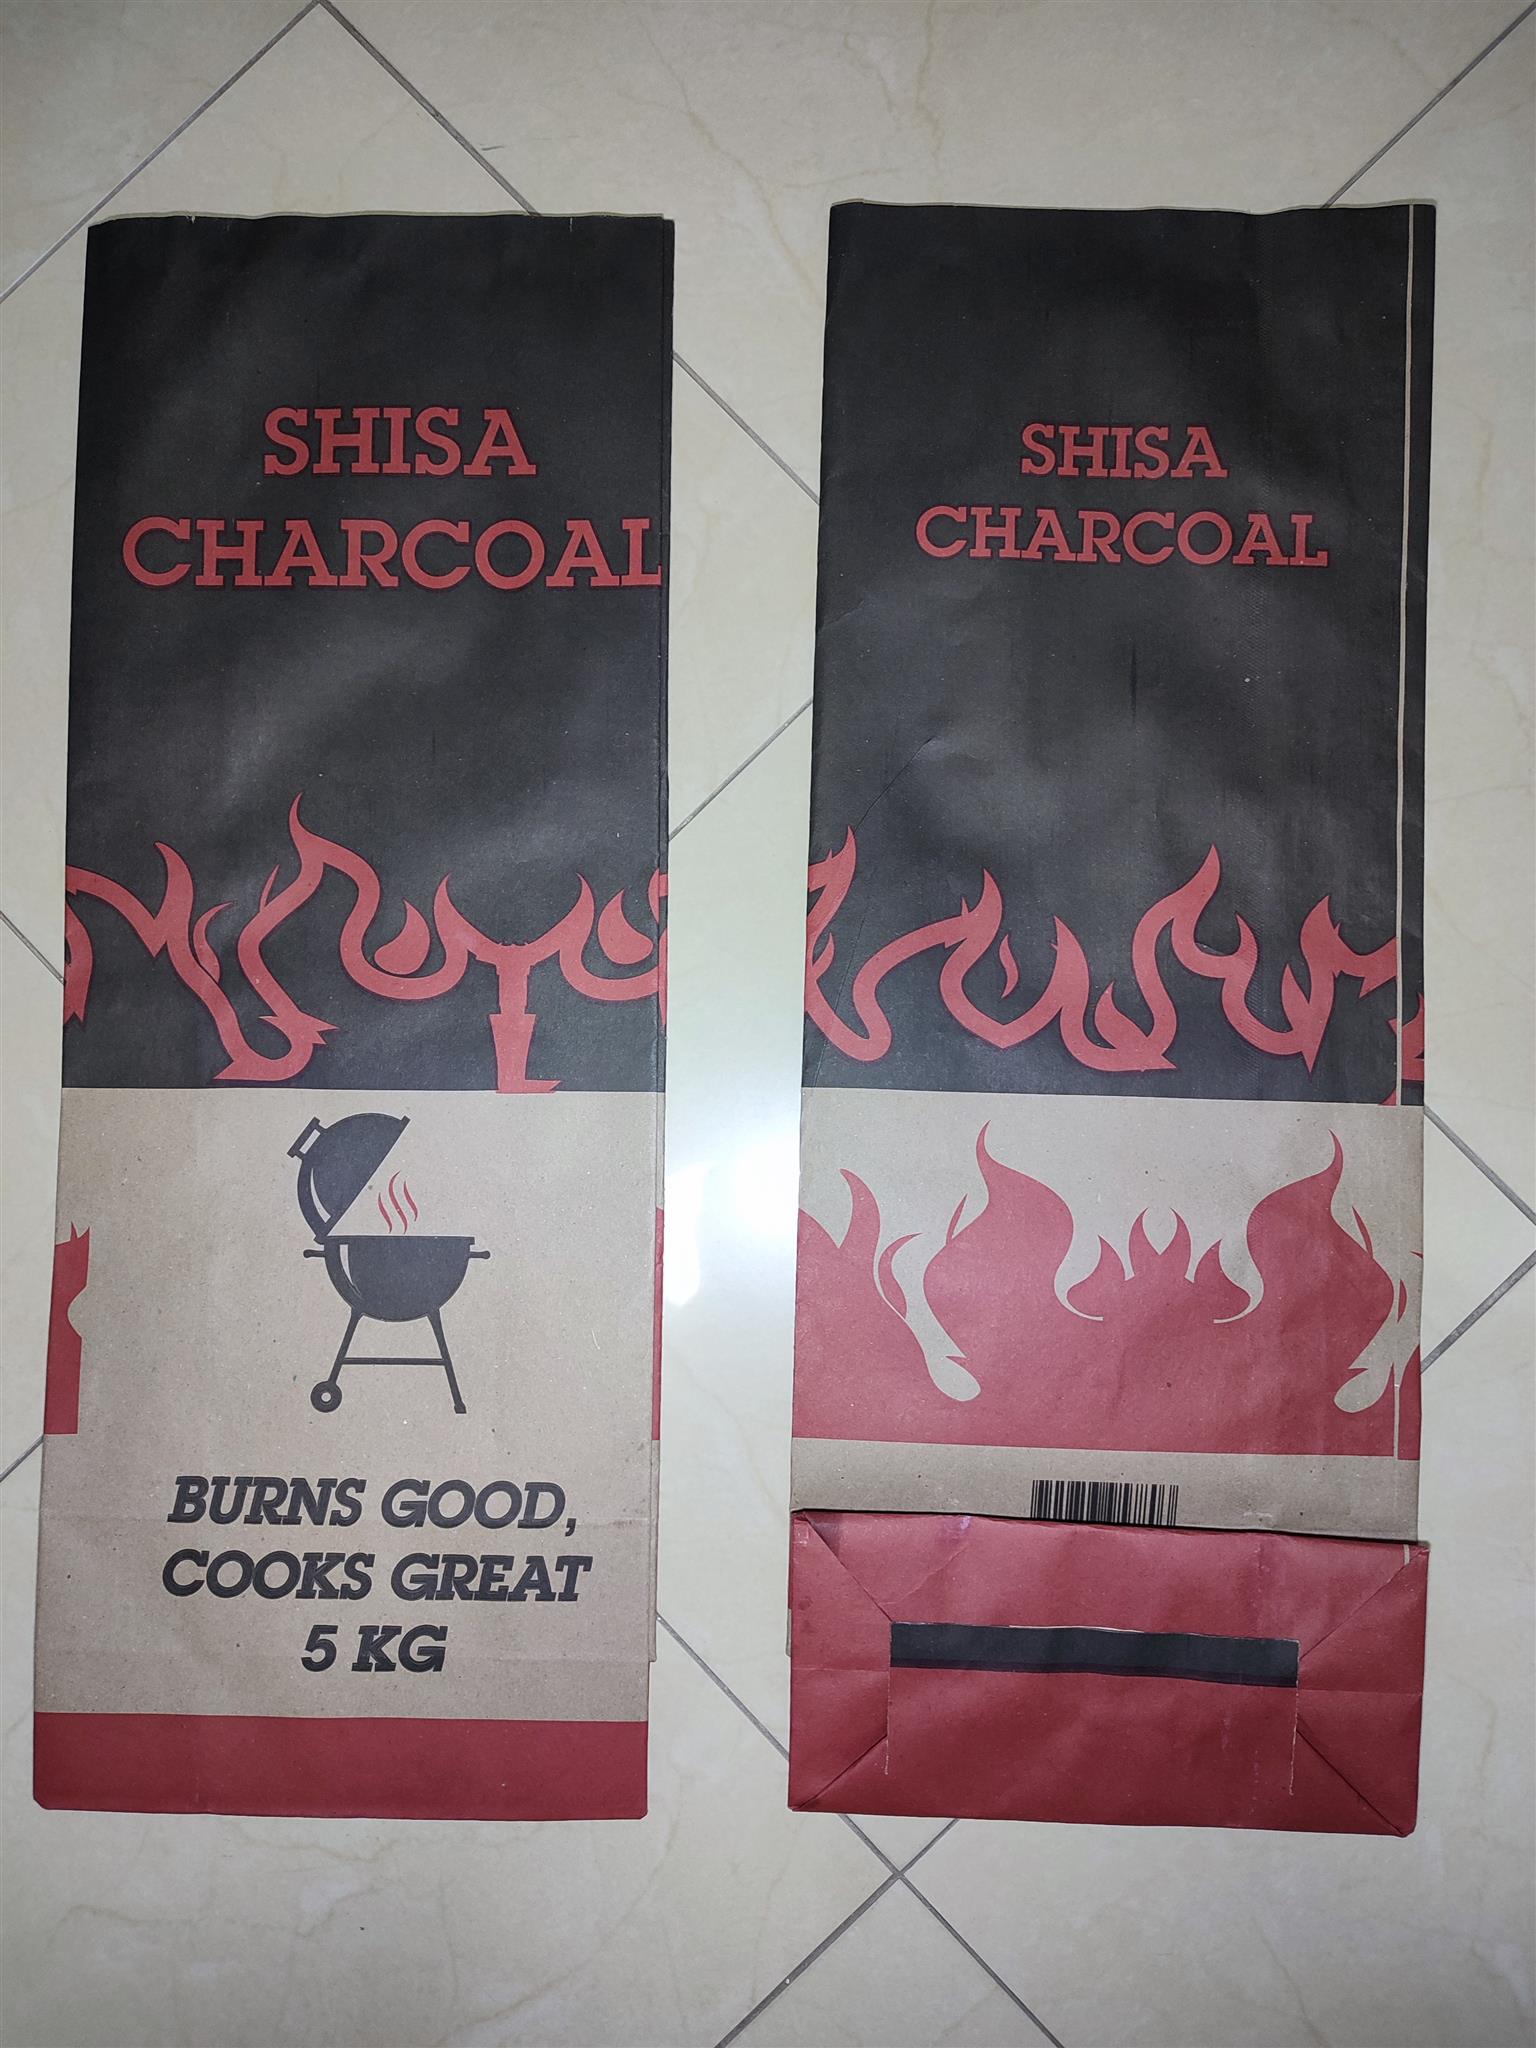 SHISA
CHARCOAL
BURNS GOOD,
COOKS GREAT
5 KG
SHISA
CHARCOAL